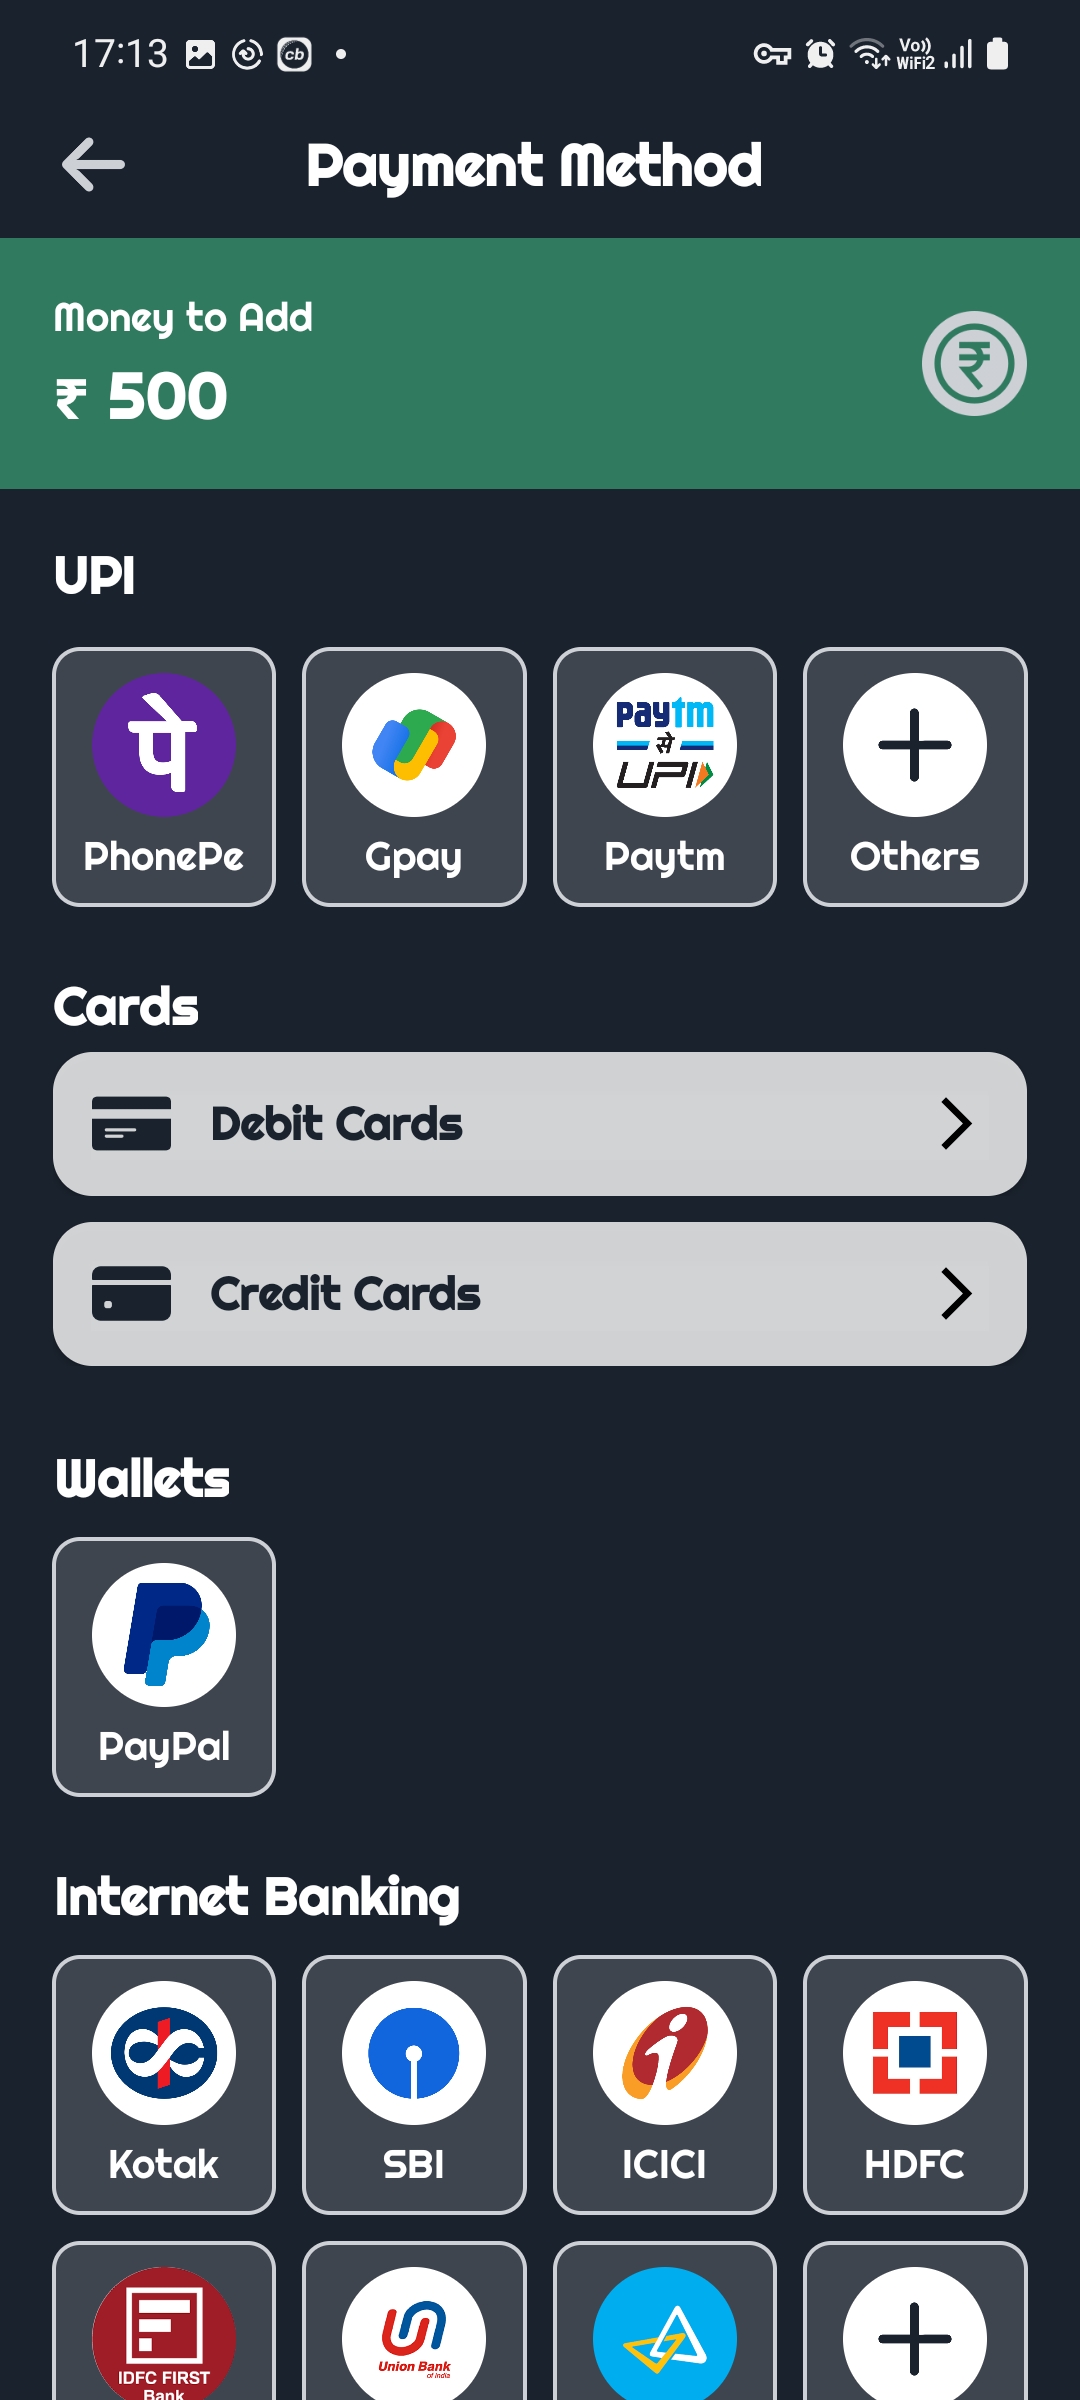 17:13
cb
Vo))
WiFi2
Payment Method
Money to Add
₹ 500
₹
UPI
पे
paytm
से
UPI
PhonePe
Gpay
Paytm
Others
Cards
Debit Cards
Credit Cards
Wallets
PayPal
Internet Banking
Kotak
SBI
ICICI
HDFC
IDFC FIRST
Bank
Union Bank
of India